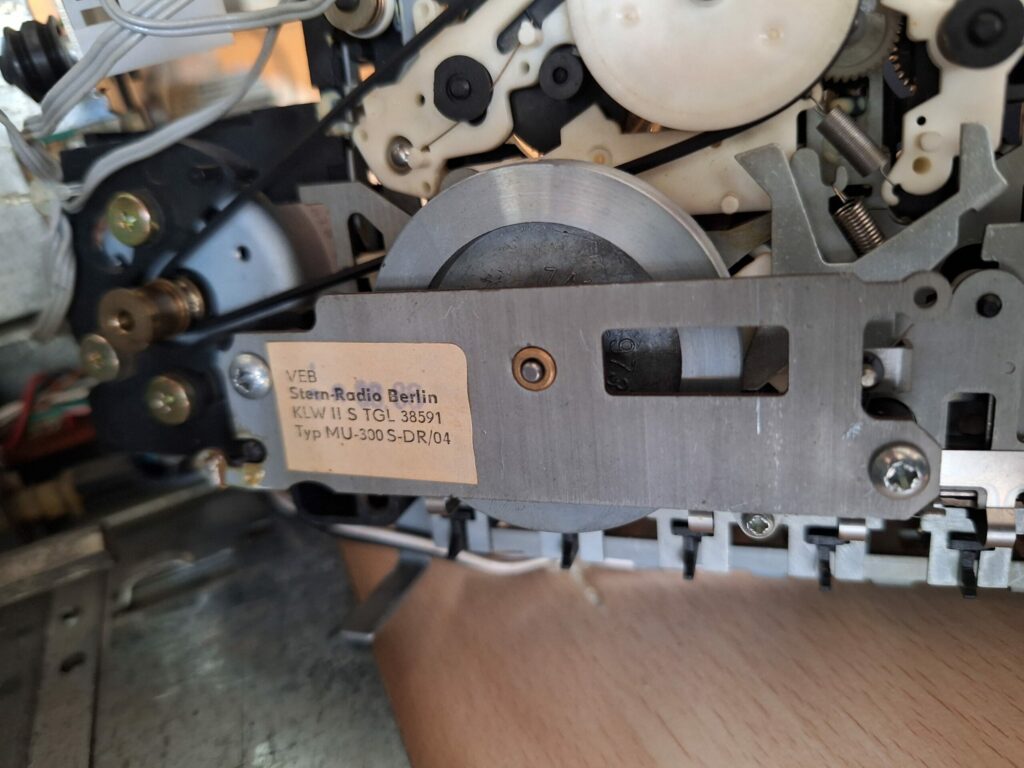 VEB
Stern-Radio Berlin
KLW II S TGL 38591
Typ MU-300 S-DR/04